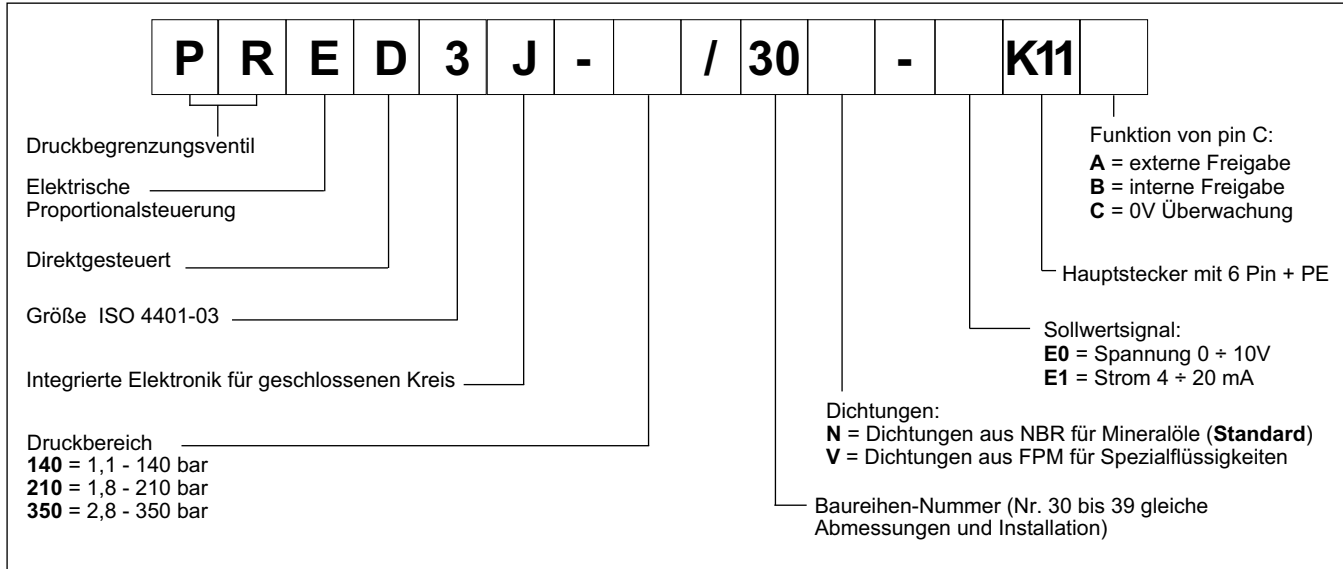 P R E D 3 J - / 30 - K11
Druckbegrenzungsventil
Elektrische
Proportionalsteuerung
Direktgesteuert
Größe ISO 4401-03
Integrierte Elektronik für geschlossenen Kreis
Druckbereich
140 = 1,1 - 140 bar
210 = 1,8 - 210 bar
350 = 2,8 - 350 bar
Funktion von pin C:
A = externe Freigabe
B = interne Freigabe
C = 0V Überwachung
Hauptstecker mit 6 Pin + PE
Sollwertsignal:
E0 = Spannung 0 ÷ 10V
E1 = Strom 4 ÷ 20 mA
Dichtungen:
N = Dichtungen aus NBR für Mineralöle (Standard)
V = Dichtungen aus FPM für Spezialflüssigkeiten
Baureihen-Nummer (Nr. 30 bis 39 gleiche
Abmessungen und Installation)